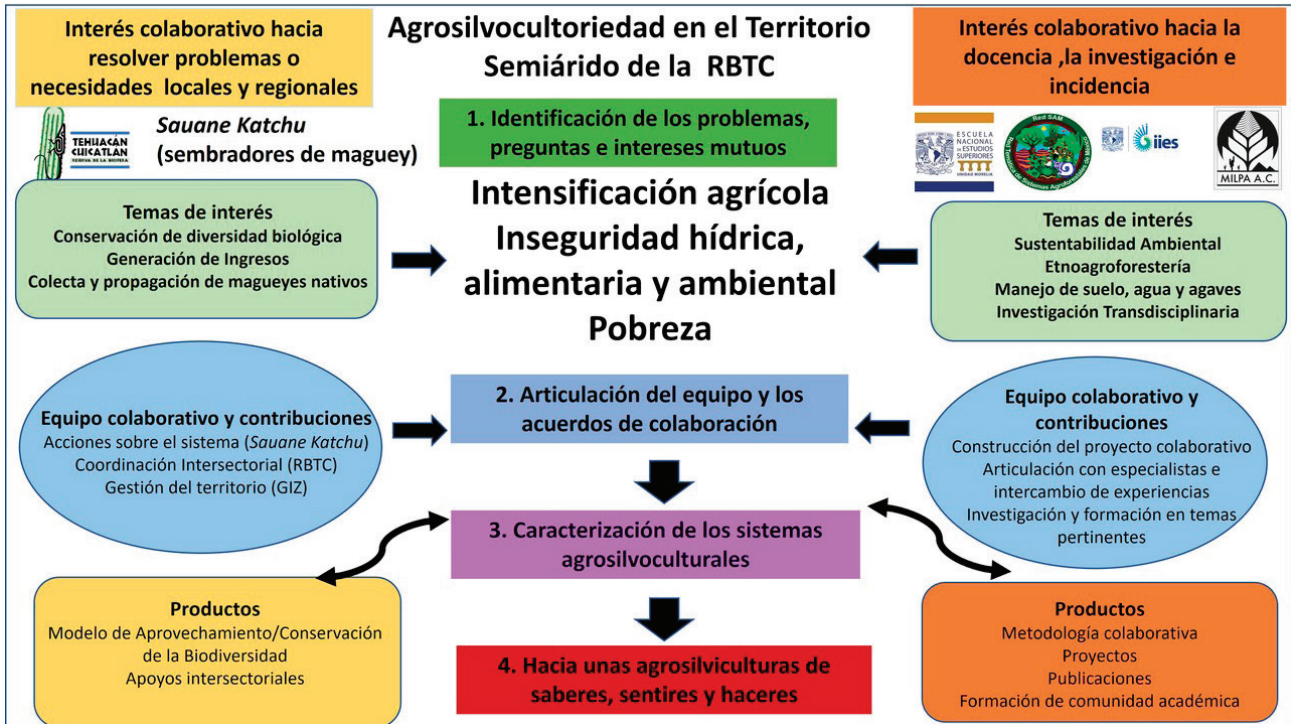 Interés colaborativo hacia
resolver problemas o
necesidades locales y regionales
TEHUACÁN
CUICATLÁN
RESERVA DE LA BIOSFERA
Sauane Katchu
(sembradores de maguey)
Temas de interés
Conservación de diversidad biológica
Generación de Ingresos
Colecta y propagación de magueyes nativos
Equipo colaborativo y contribuciones
Acciones sobre el sistema (Sauane Katchu)
Coordinación Intersectorial (RBTC)
Gestión del territorio (GIZ)
Productos
Modelo de Aprovechamiento/Conservación
de la Biodiversidad
Apoyos intersectoriales
Agrosilvocultoriedad en el Territorio
Semiárido de la RBTC
1. Identificación de los problemas,
preguntas e intereses mutuos
Intensificación agrícola
Inseguridad hídrica,
alimentaria y ambiental
Pobreza
2. Articulación del equipo y los
acuerdos de colaboración
3. Caracterización de los sistemas
agrosilvoculturales
4. Hacia unas agrosilviculturas de
saberes, sentires y haceres
Interés colaborativo hacia la
docencia ,la investigación e
incidencia
ESCUELA
NACIONAL
DE ESTUDIOS
SUPERIORES
UNIDAD MORELIA
Red SAM
iies
MILPA A.C.
Temas de interés
Sustentabilidad Ambiental
Etnoagroforestería
Manejo de suelo, agua y agaves
Investigación Transdisciplinaria
Equipo colaborativo y
contribuciones
Construcción del proyecto colaborativo
Articulación con especialistas e
intercambio de experiencias
Investigación y formación en temas
pertinentes
Productos
Metodología colaborativa
Proyectos
Publicaciones
Formación de comunidad académica